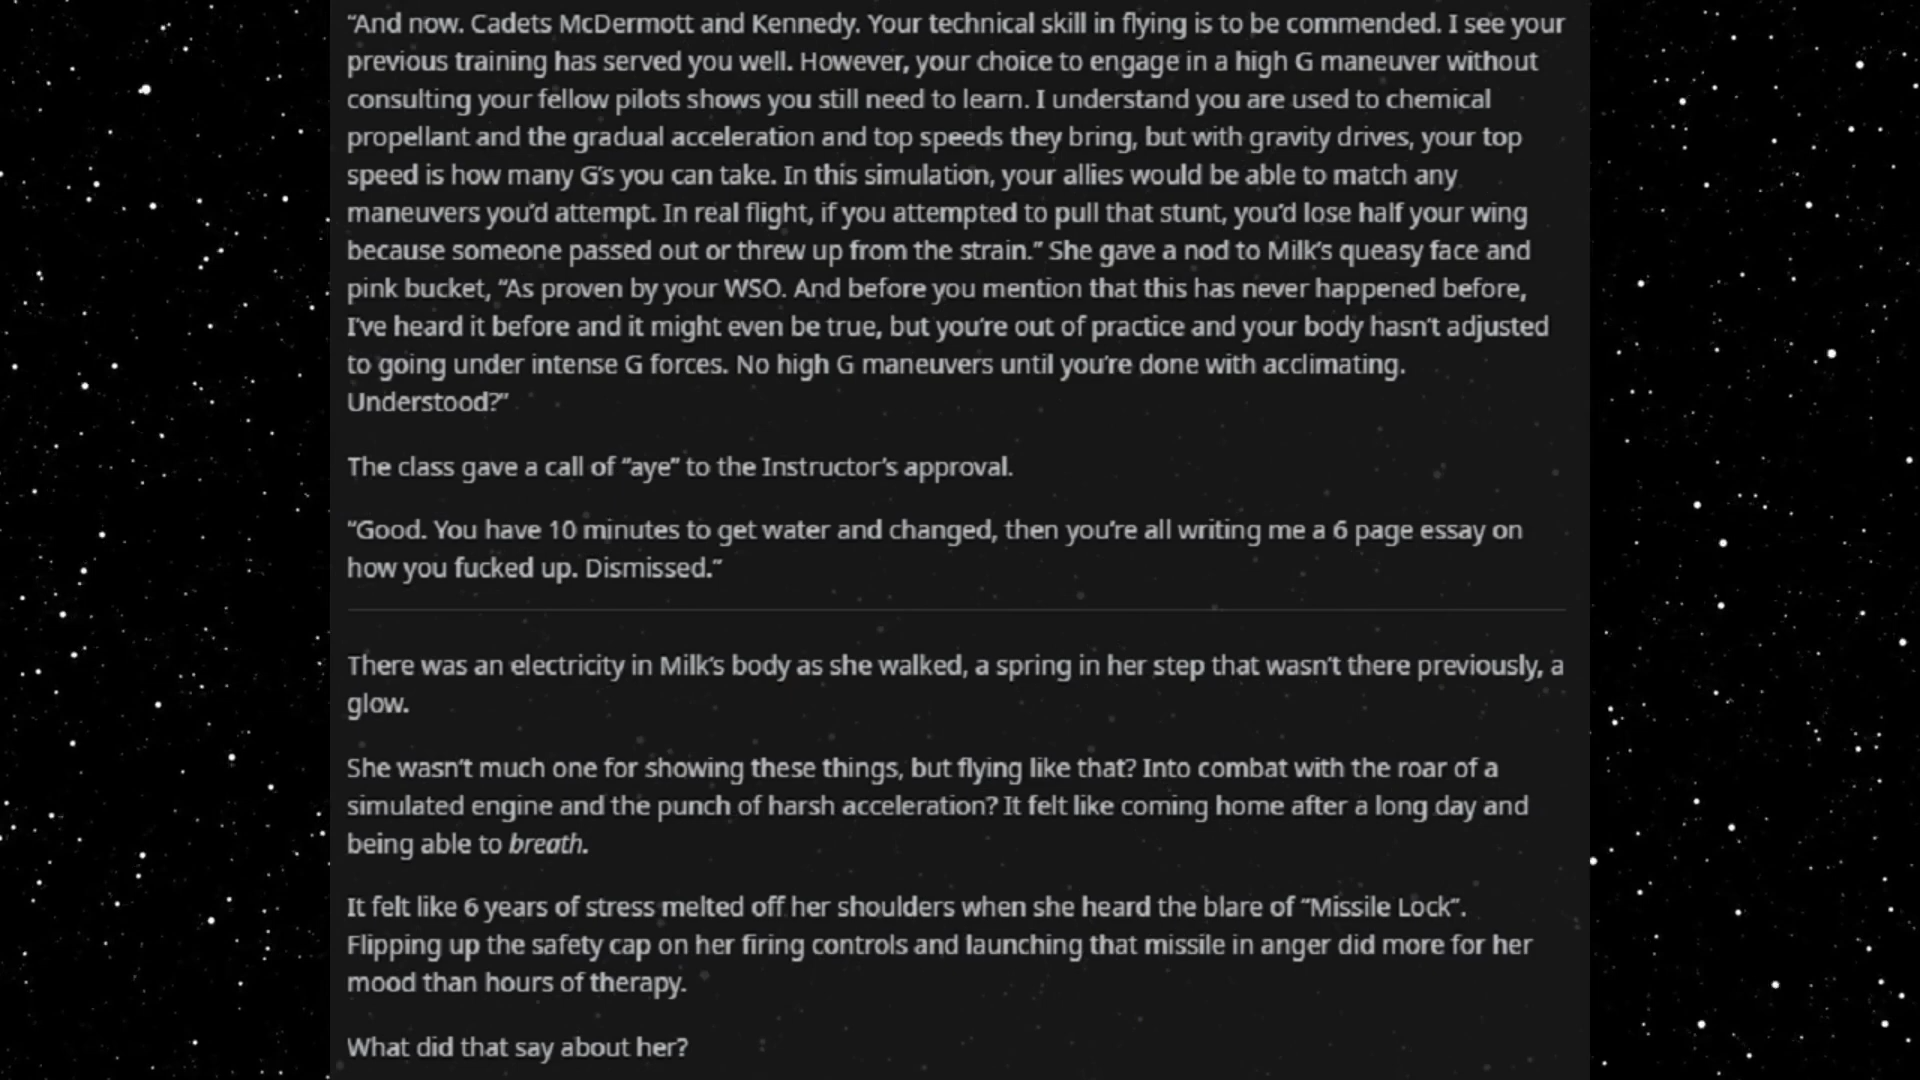 “And now. Cadets McDermott and Kennedy. Your technical skill in flying is to be commended. I see your
previous training has served you well. However, your choice to engage in a high G maneuver without
consulting your fellow pilots shows you still need to learn. I understand you are used to chemical
propellant and the gradual acceleration and top speeds they bring, but with gravity drives, your top
speed is how many G’s you can take. In this simulation, your allies would be able to match any
maneuvers you’d attempt. In real flight, if you attempted to pull that stunt, you’d lose half your wing
because someone passed out or threw up from the strain.” She gave a nod to Milk’s queasy face and
pink bucket, “As proven by your WSO. And before you mention that this has never happened before,
I’ve heard it before and it might even be true, but you’re out of practice and your body hasn’t adjusted
to going under intense G forces. No high G maneuvers until you’re done with acclimating.
Understood?”
The class gave a call of “aye” to the Instructor’s approval.
“Good. You have 10 minutes to get water and changed, then you’re all writing me a 6 page essay on
how you fucked up. Dismissed.”
There was an electricity in Milk’s body as she walked, a spring in her step that wasn’t there previously, a
glow.
She wasn’t much one for showing these things, but flying like that? Into combat with the roar of a
simulated engine and the punch of harsh acceleration? It felt like coming home after a long day and
being able to breath.
It felt like 6 years of stress melted off her shoulders when she heard the blare of “Missile Lock”.
Flipping up the safety cap on her firing controls and launching that missile in anger did more for her
mood than hours of therapy.
What did that say about her?